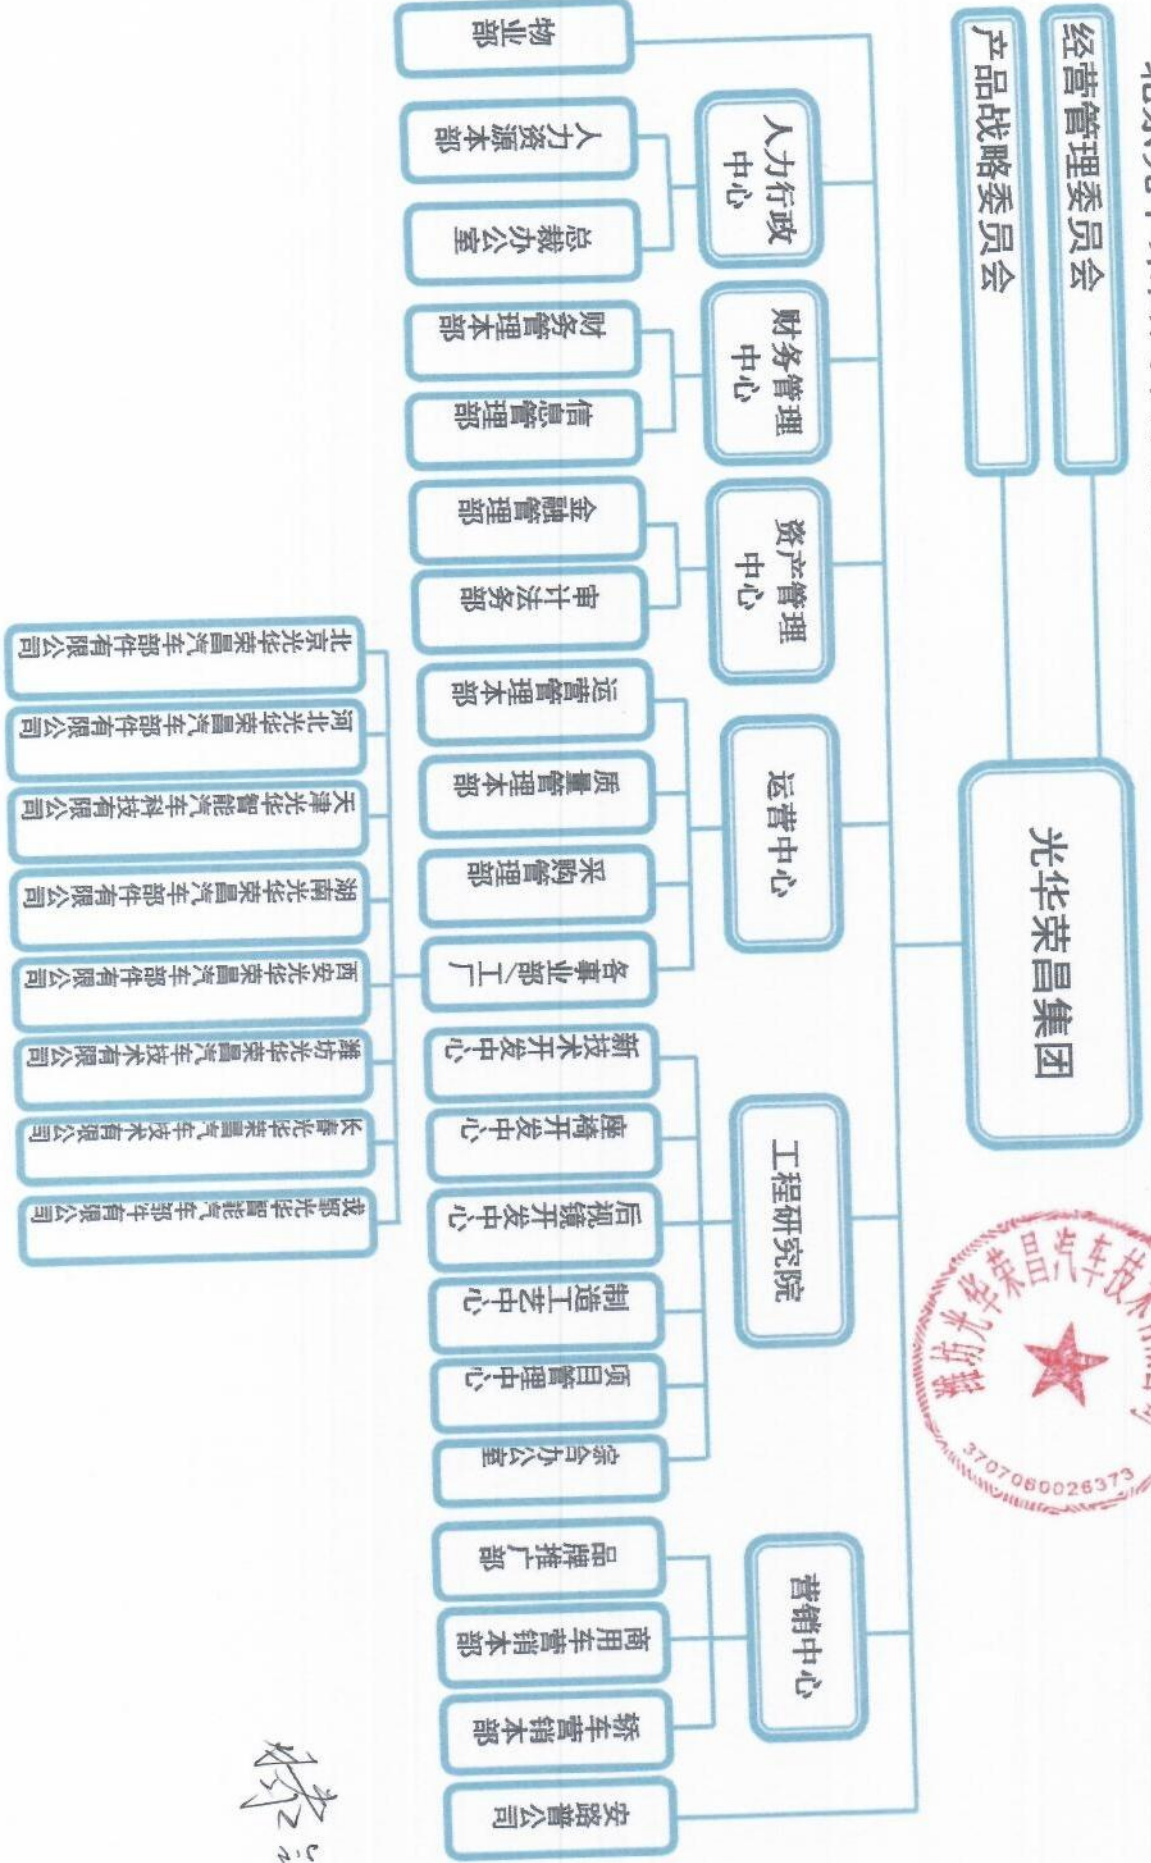 经营管理委员会
产品战略委员会
光华荣昌集团
人力行政
中心
财务管理
中心
资产管理
中心
运营中心
工程研究院
营销中心
物业部
人力资源本部
总裁办公室
财务管理本部
信息管理部
金融管理部
审计法务部
运营管理本部
质量管理本部
采购管理部
各事业部/工厂
新技术开发中心
座椅开发中心
后视镜开发中心
制造工艺中心
项目管理中心
综合办公室
品牌推广部
商用车营销本部
轿车营销本部
安路普公司
北京光华荣昌汽车部件有限公司
河北光华荣昌汽车部件有限公司
天津光华智能汽车科技有限公司
湖南光华荣昌汽车部件有限公司
西安光华荣昌汽车部件有限公司
潍坊光华荣昌汽车技术有限公司
长春光华荣昌汽车技术有限公司
成都光华智能汽车部件有限公司
潍坊光华荣昌汽车技术
3707060026373